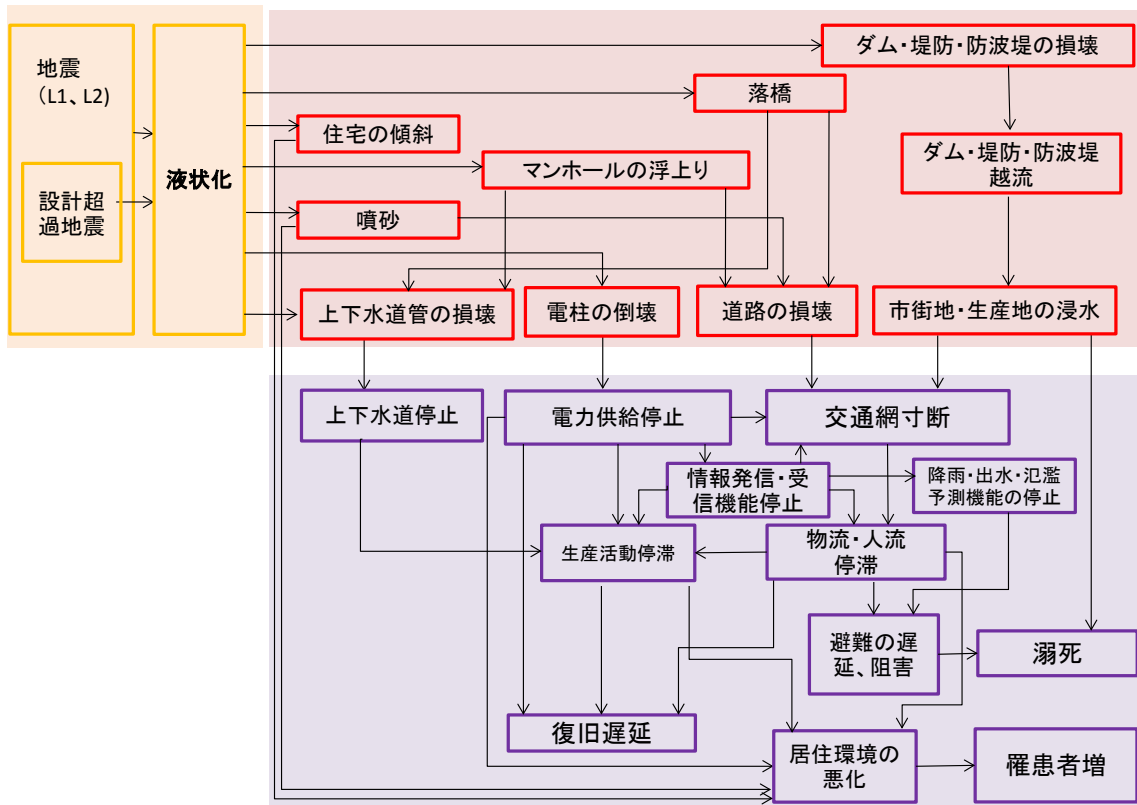 地震
(L1、L2)
設計超
過地震
液状化
ダム・堤防・防波堤の損壊
落橋
住宅の傾斜
マンホールの浮上り
ダム・堤防・防波堤
越流
噴砂
上下水道管の損壊
電柱の倒壊
道路の損壊
市街地・生産地の浸水
上下水道停止
電力供給停止
交通網寸断
情報発信・受
信機能停止
降雨・出水・氾濫
予測機能の停止
生産活動停滞
物流・人流
停滞
避難の遅
延、阻害
溺死
復旧遅延
居住環境の
悪化
罹患者増